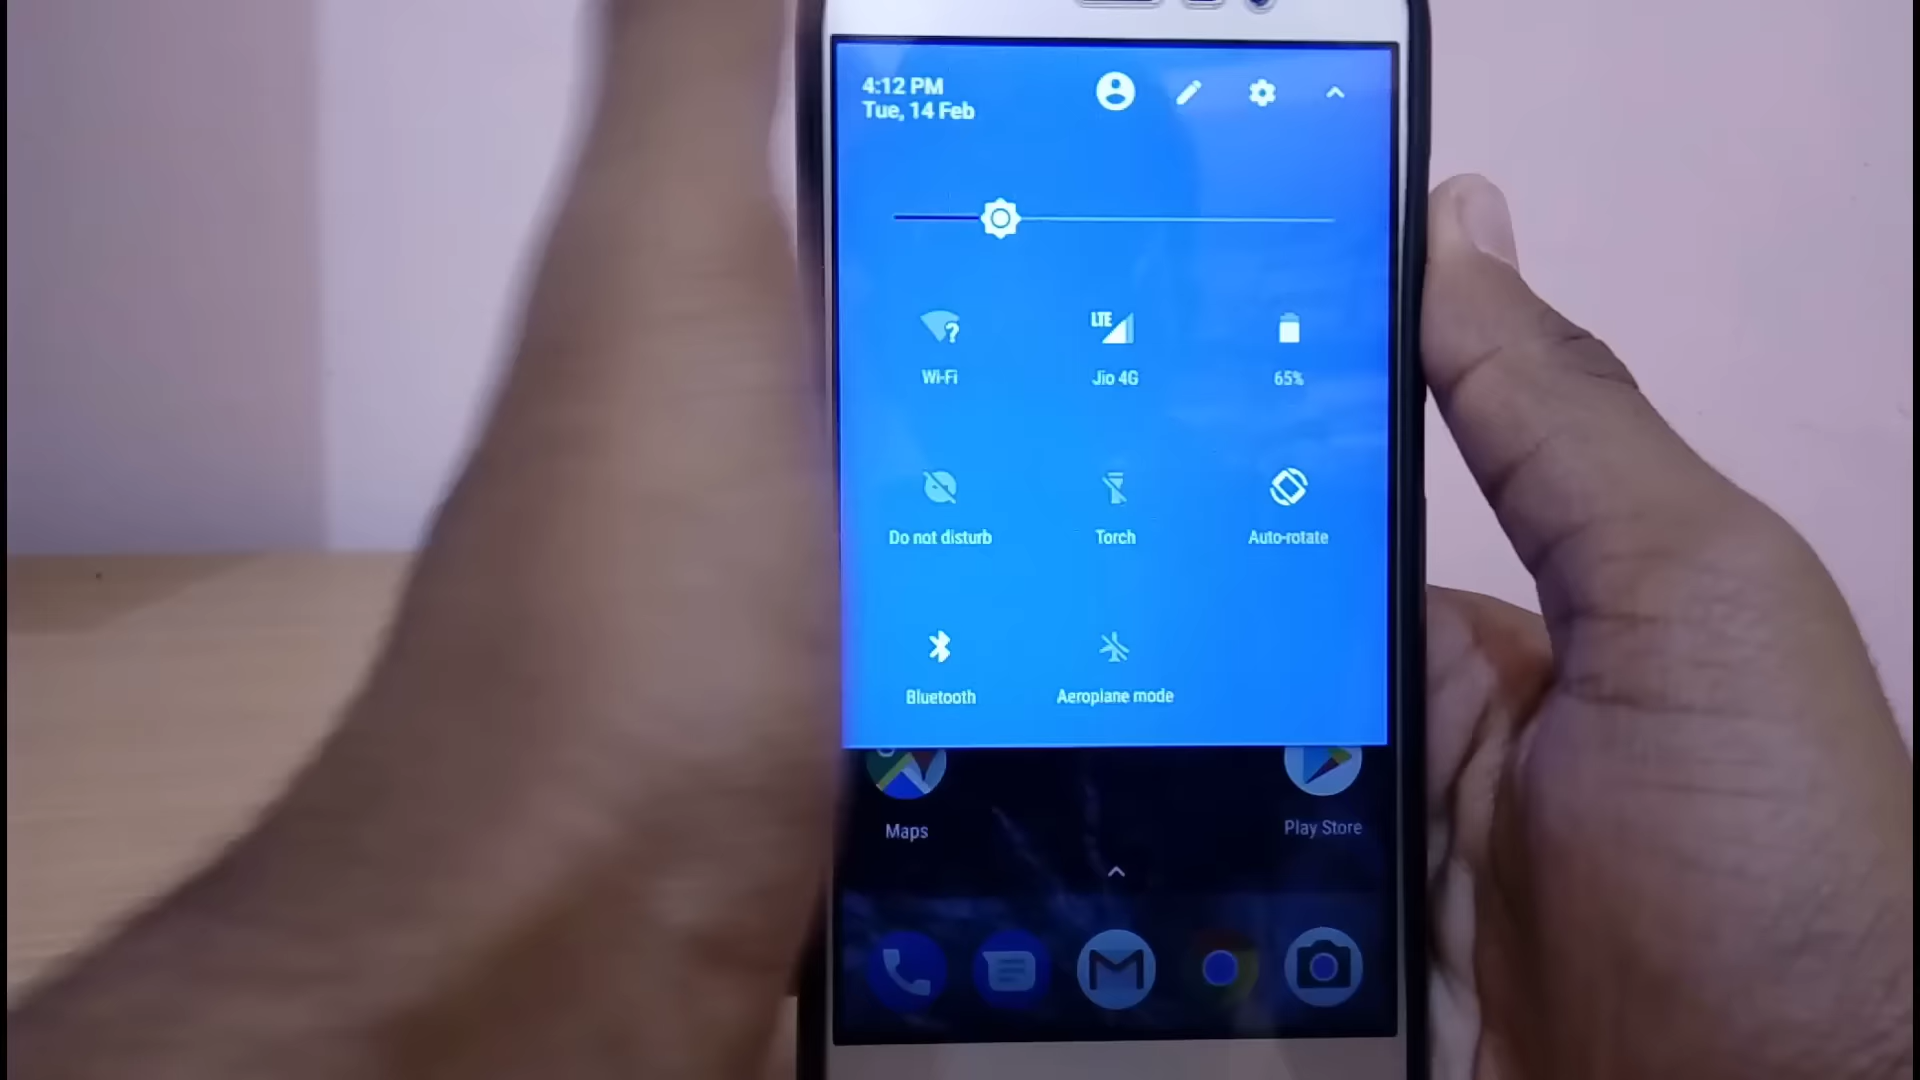 4:12 PM
Tue, 14 Feb
LTE
Wi-Fi
Jio 4G
65%
Do not disturb
Torch
Auto-rotate
Bluetooth
Aeroplane mode
Maps
Play Store